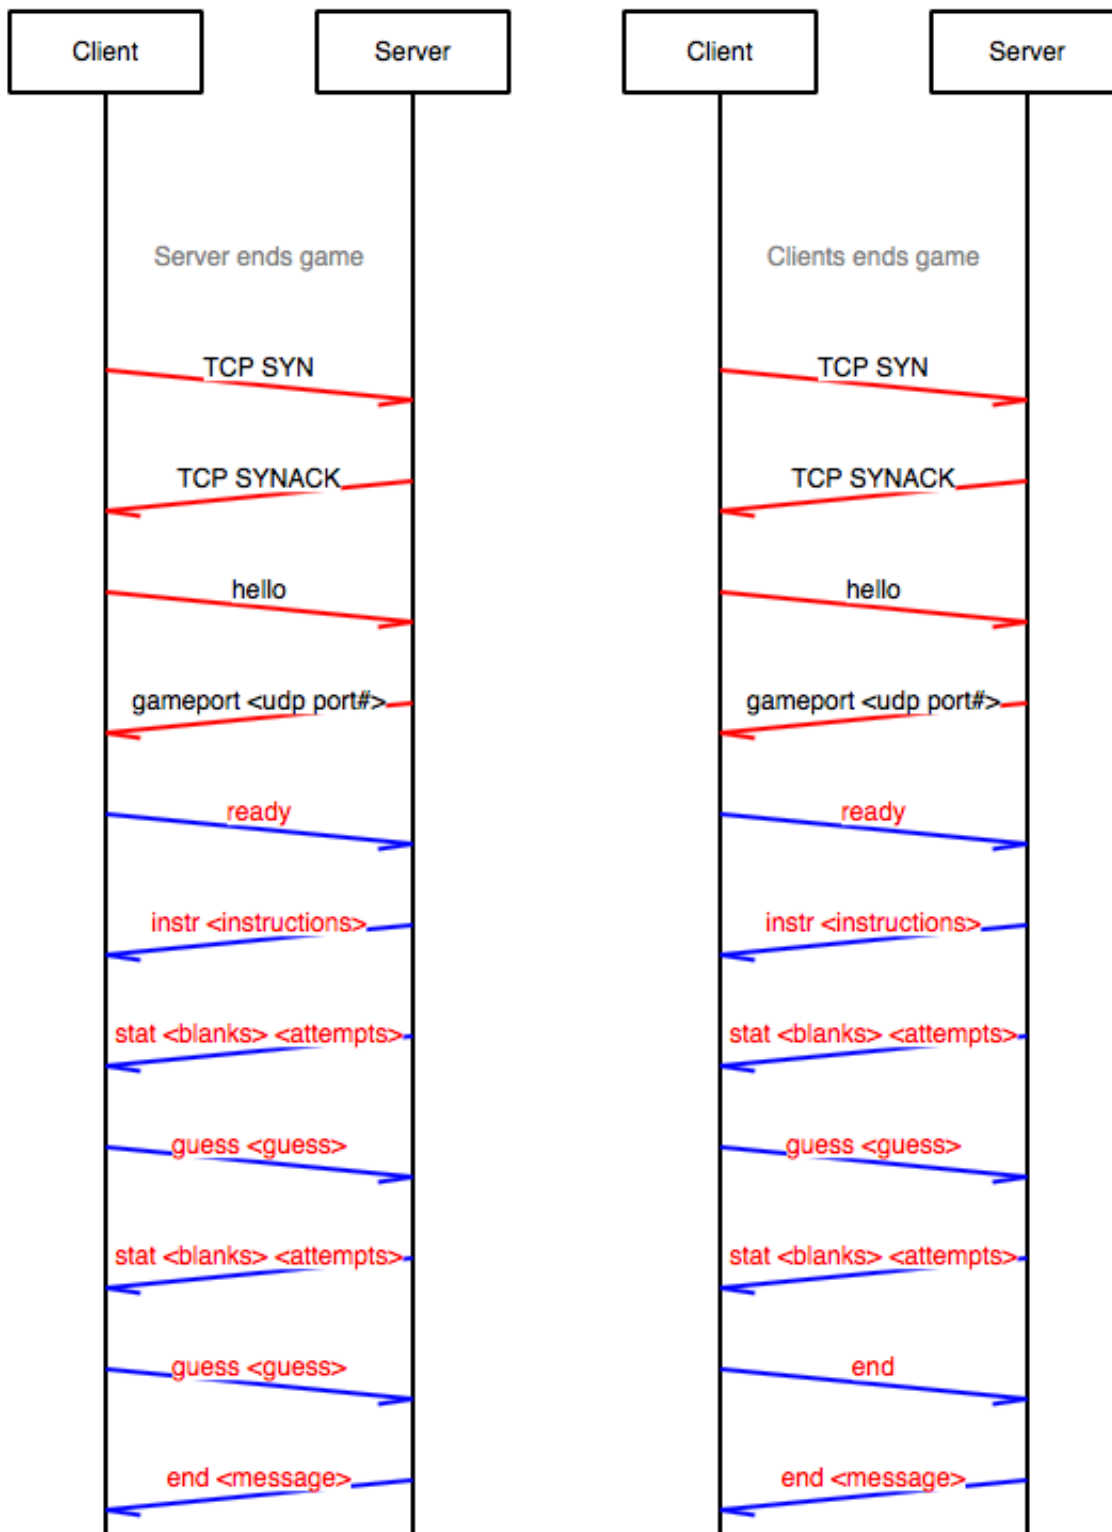 Client
Server
Server ends game
TCP SYN
TCP SYNACK
hello
gameport <udp port#>
ready
instr <instructions>
stat <blanks> <attempts>
guess <guess>
stat <blanks> <attempts>
guess <guess>
end <message>
Client
Server
Clients ends game
TCP SYN
TCP SYNACK
hello
gameport <udp port#>
ready
instr <instructions>
stat <blanks> <attempts>
guess <guess>
stat <blanks> <attempts>
end
end <message>